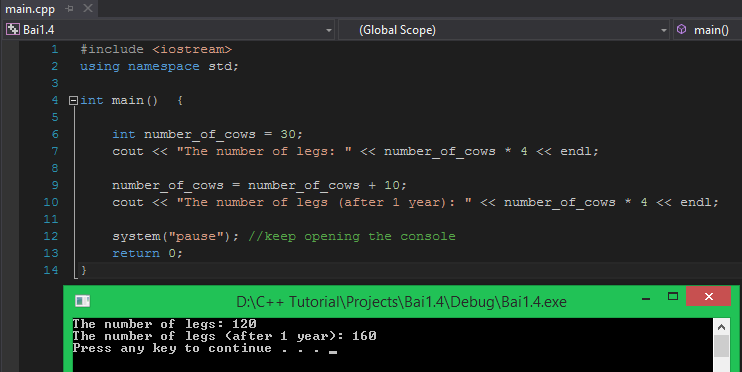 main.cpp
Bai1.4 (Global Scope) main()
1 #include <iostream>
2 using namespace std;
3
4 int main()  {
5
6 int number_of_cows = 30;
7 cout << "The number of legs: " << number_of_cows * 4 << endl;
8
9 number_of_cows = number_of_cows + 10;
10 cout << "The number of legs (after 1 year): " << number_of_cows * 4 << endl;
11
12 system("pause"); //keep opening the console
13 return 0;
14 }
D:\C++ Tutorial\Projects\Bai1.4\Debug\Bai1.4.exe
The number of legs: 120
The number of legs (after 1 year): 160
Press any key to continue . . . _